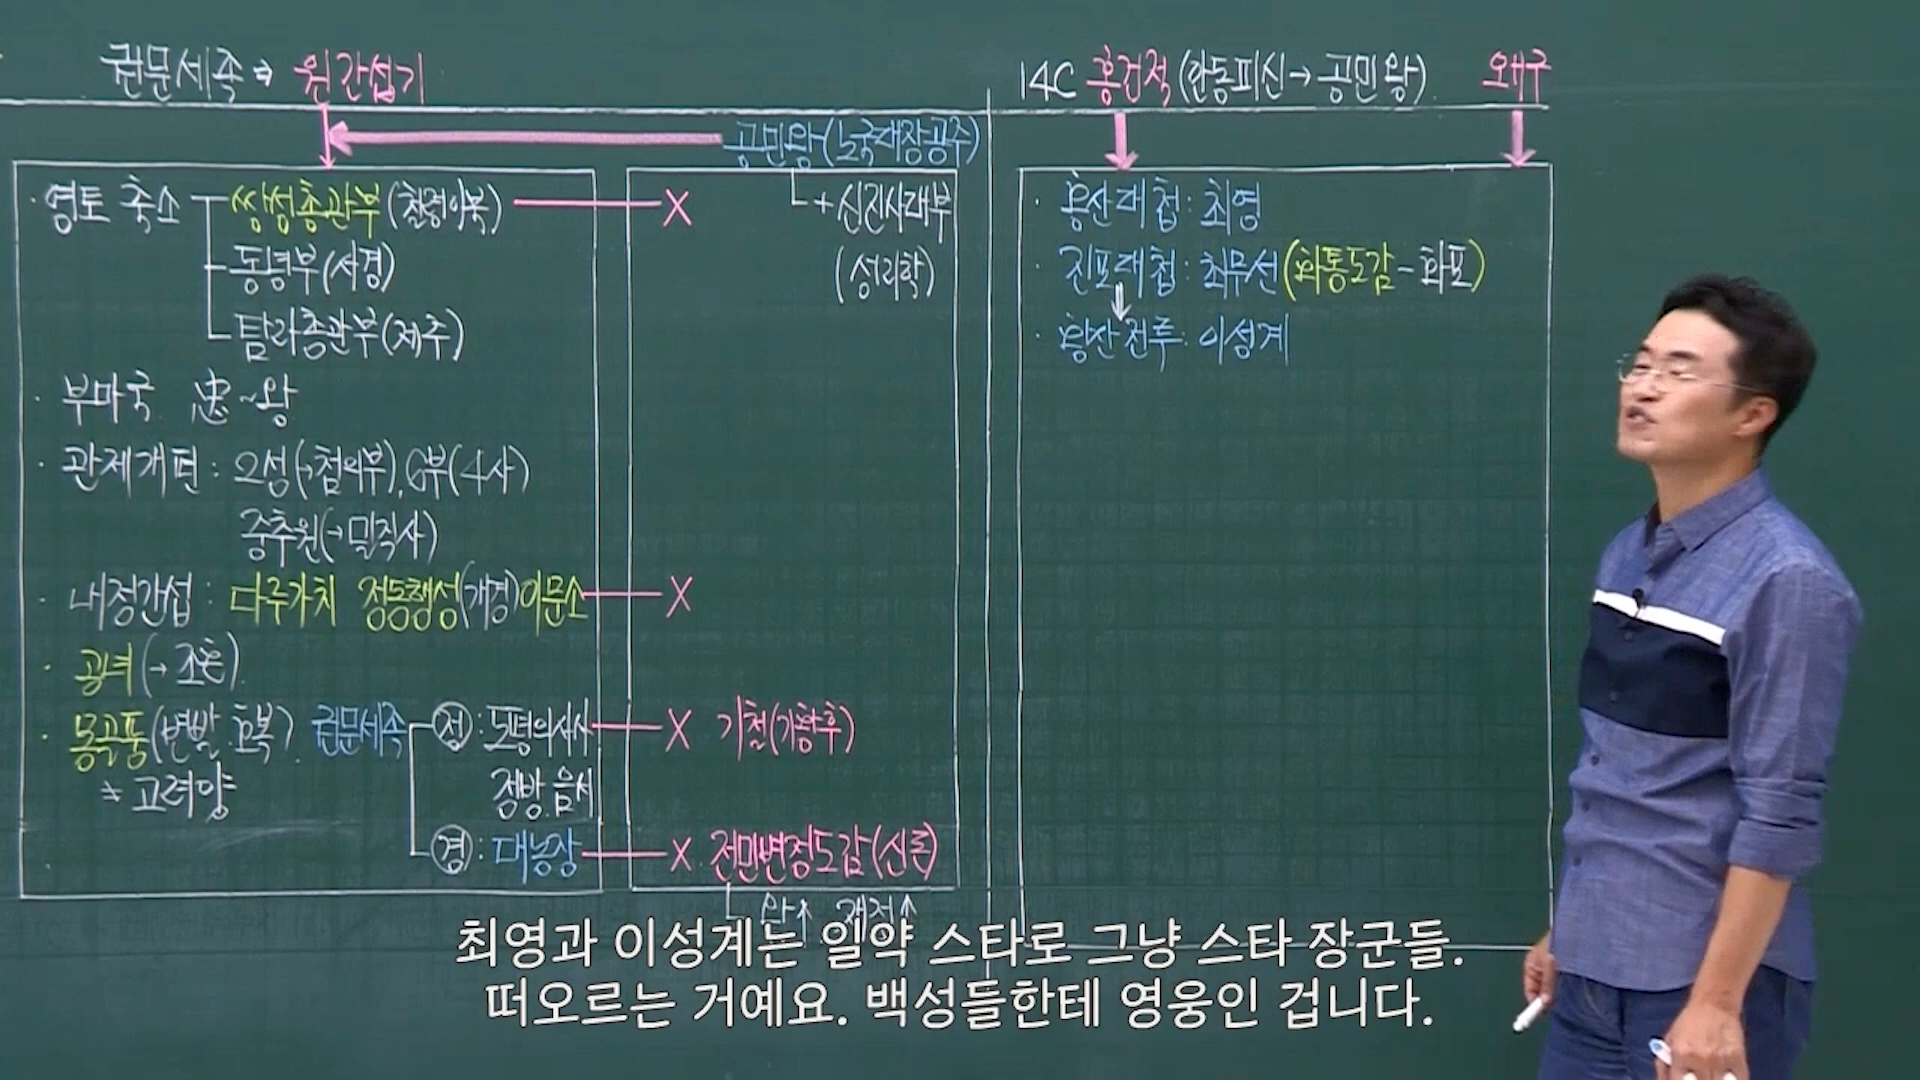 권문세족 ⇒ 원간섭기
14C 홍건적 (안동피신→공민왕). 왜구
공민왕(노국대장공주)
└ +신진사대부
(성리학)
· 영토 축소 쌍성총관부(철령이북) X
동녕부(서경)
탐라총관부(제주)
· 부마국 忠~왕
· 관제개편 : 2성(→첨의부), 6부(4사)
중추원(→밀직사)
· 내정간섭 : 다루가치 정동행성(개경)이문소 X
· 공녀(→조혼)
· 몽골풍(변발 호복). 권문세족 정 : 도평의사사 X 기철(기황후)
* 고려양 정방. 음서
경 : 대농장 X 전민변정도감(신돈)
왕↑ 재정↑
· 홍산대첩 : 최영
· 진포대첩 : 최무선(화통도감-화포)
↓
· 황산전투 : 이성계
최영과 이성계는 일약 스타로 그냥 스타 장군들.
떠오르는 거예요. 백성들한테 영웅인 겁니다.